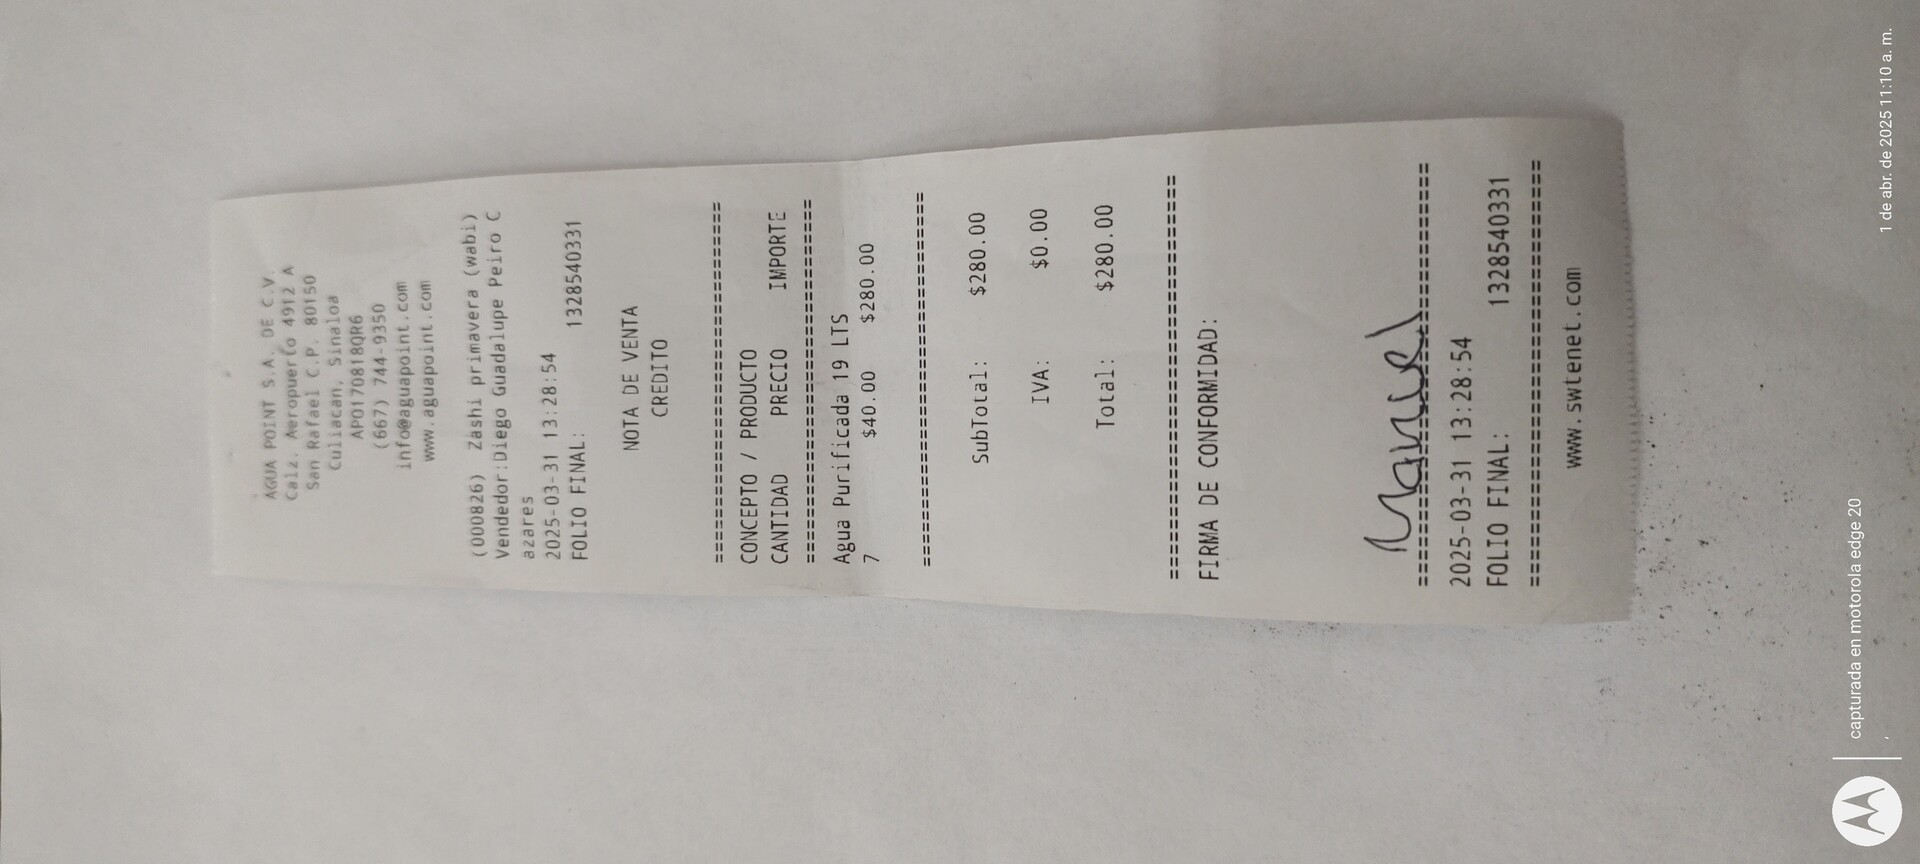 AGUA POINT S.A. DE C.V.
Calz. Aeropuerto 4912 A
San Rafael C.P. 80150
Culiacan, Sinaloa
APO170818QR6
(667) 744-9350
info@aguapoint.com
www.aguapoint.com
(000826) Zashi primavera (wabi)
Vendedor:Diego Guadalupe Peiro C
azares
2025-03-31 13:28:54
FOLIO FINAL: 1328540331
NOTA DE VENTA
CREDITO
================================
CONCEPTO / PRODUCTO
CANTIDAD PRECIO IMPORTE
================================
Agua Purificada 19 LTS
7 $40.00 $280.00
================================
SubTotal: $280.00
IVA: $0.00
Total: $280.00
================================
FIRMA DE CONFORMIDAD:
Manuel
================================
2025-03-31 13:28:54
FOLIO FINAL: 1328540331
================================
www.swtenet.com
capturada en motorola edge 20
1 de abr. de 2025 11:10 a. m.